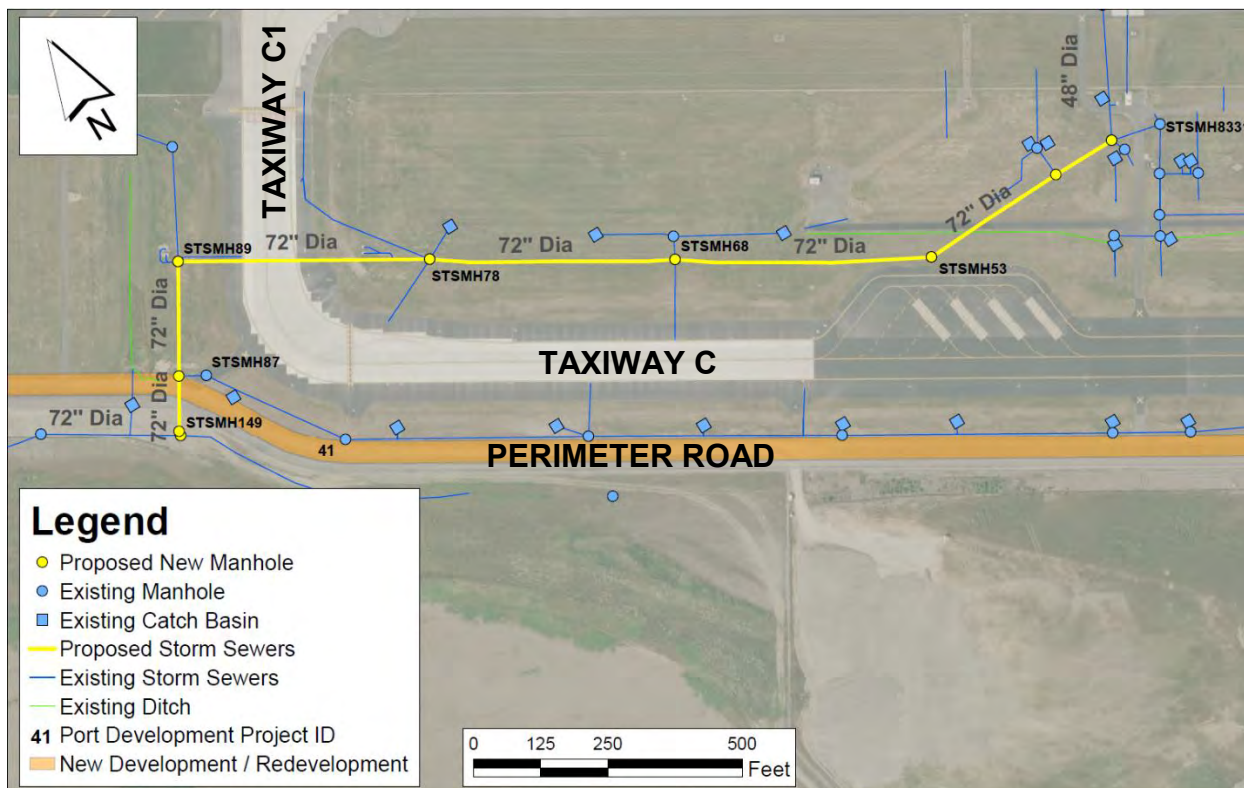 N
TAXIWAY C1
48" Dia
STSMH8331
STSMH89
72" Dia
72" Dia
STSMH68
72" Dia
72" Dia
STSMH78
STSMH53
72" Dia
STSMH87
TAXIWAY C
72" Dia
72" Dia
STSMH149
41
PERIMETER ROAD
Legend
Proposed New Manhole
Existing Manhole
Existing Catch Basin
Proposed Storm Sewers
Existing Storm Sewers
Existing Ditch
41 Port Development Project ID
New Development / Redevelopment
0 125 250 500
Feet